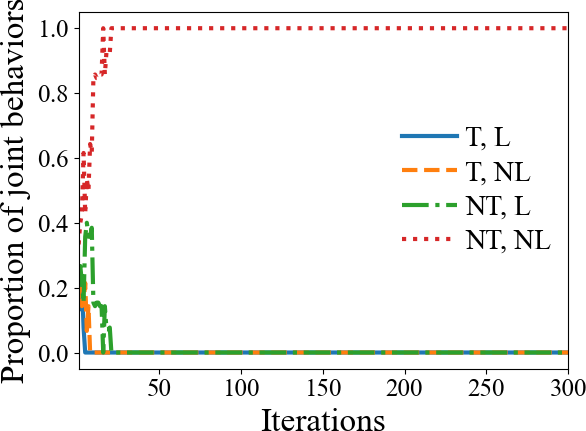 Proportion of joint behaviors
1.0
0.8
0.6
0.4
0.2
0.0
T, L
T, NL
NT, L
NT, NL
50 100 150 200 250 300
Iterations